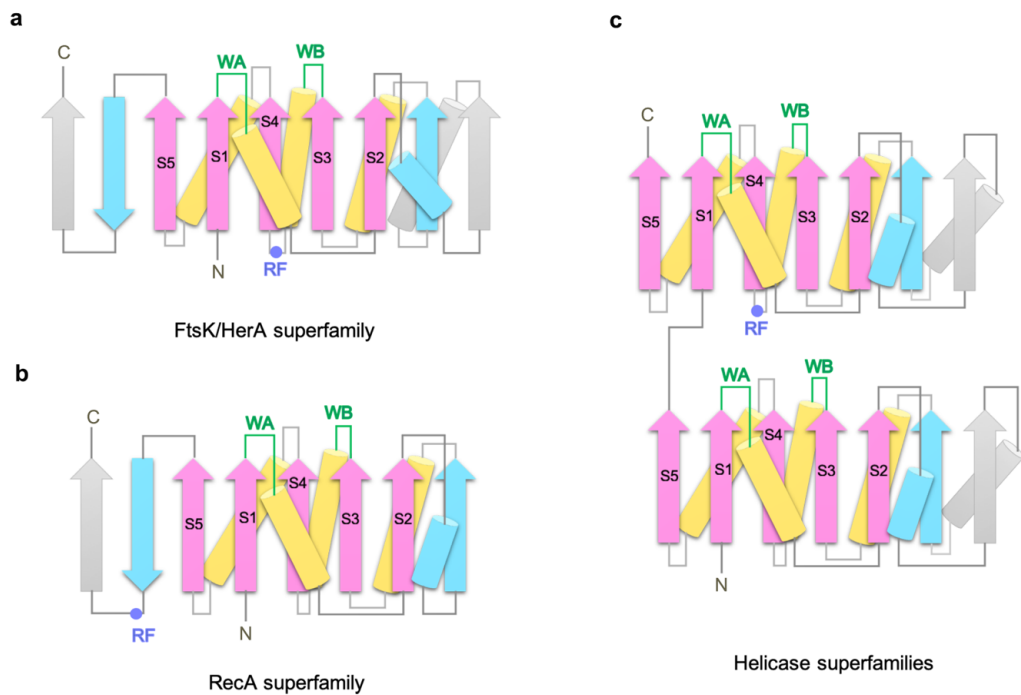 a
C
WA
WB
S5
S1
S4
S3
S2
N
RF
FtsK/HerA superfamily
b
C
WA
WB
S5
S1
S4
S3
S2
RF
N
RecA superfamily
c
C
WA
WB
S5
S1
S4
S3
S2
RF
WA
WB
S5
S1
S4
S3
S2
N
Helicase superfamilies